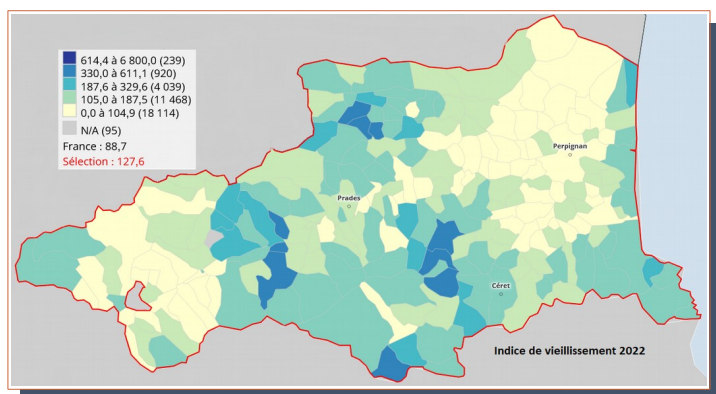 614,4 à 6 800,0 (239)
330,0 à 611,1 (920)
187,6 à 329,6 (4 039)
105,0 à 187,5 (11 468)
0,0 à 104,9 (18 114)
N/A (95)
France : 88,7
Sélection : 127,6
Perpignan
Prades
Céret
Indice de vieillissement 2022